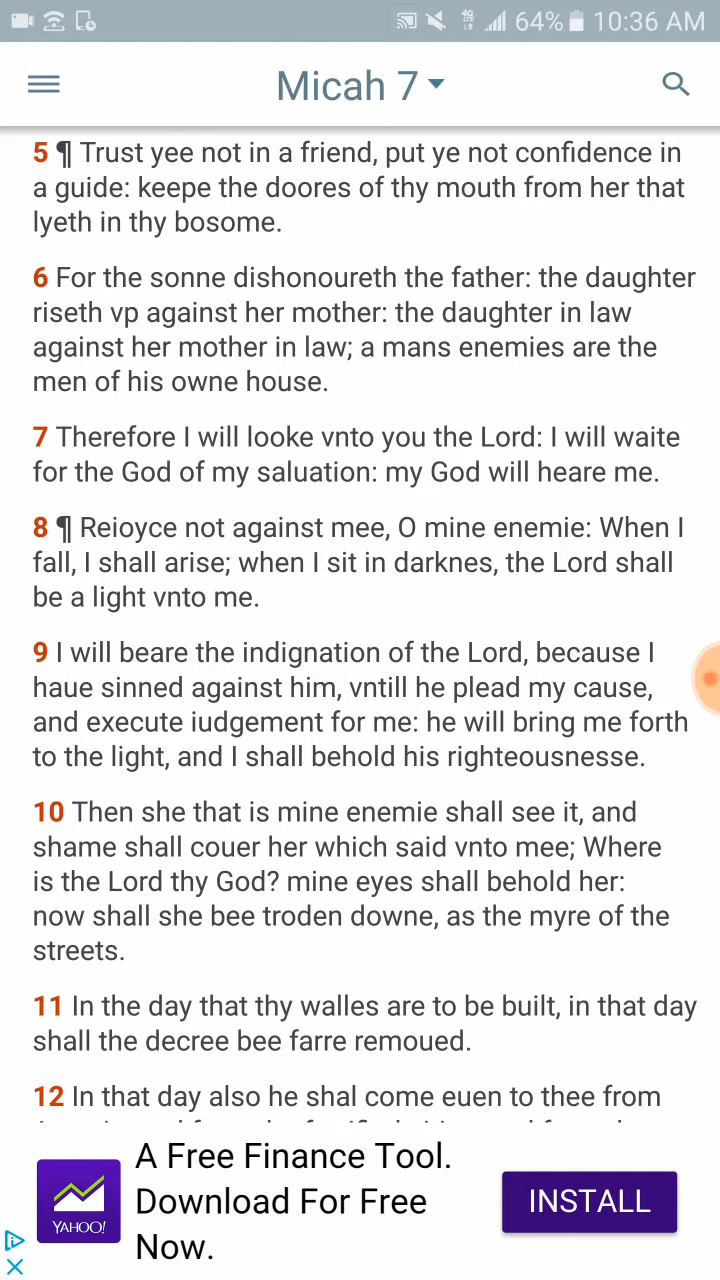 64% 10:36 AM
Micah 7
5 ¶ Trust yee not in a friend, put ye not confidence in
a guide: keepe the doores of thy mouth from her that
lyeth in thy bosome.
6 For the sonne dishonoureth the father: the daughter
riseth vp against her mother: the daughter in law
against her mother in law; a mans enemies are the
men of his owne house.
7 Therefore I will looke vnto you the Lord: I will waite
for the God of my saluation: my God will heare me.
8 ¶ Reioyce not against mee, O mine enemie: When I
fall, I shall arise; when I sit in darknes, the Lord shall
be a light vnto me.
9 I will beare the indignation of the Lord, because I
haue sinned against him, vntill he plead my cause,
and execute iudgement for me: he will bring me forth
to the light, and I shall behold his righteousnesse.
10 Then she that is mine enemie shall see it, and
shame shall couer her which said vnto mee; Where
is the Lord thy God? mine eyes shall behold her:
now shall she bee troden downe, as the myre of the
streets.
11 In the day that thy walles are to be built, in that day
shall the decree bee farre remoued.
12 In that day also he shal come euen to thee from
A Free Finance Tool.
Download For Free
Now.
YAHOO!
INSTALL